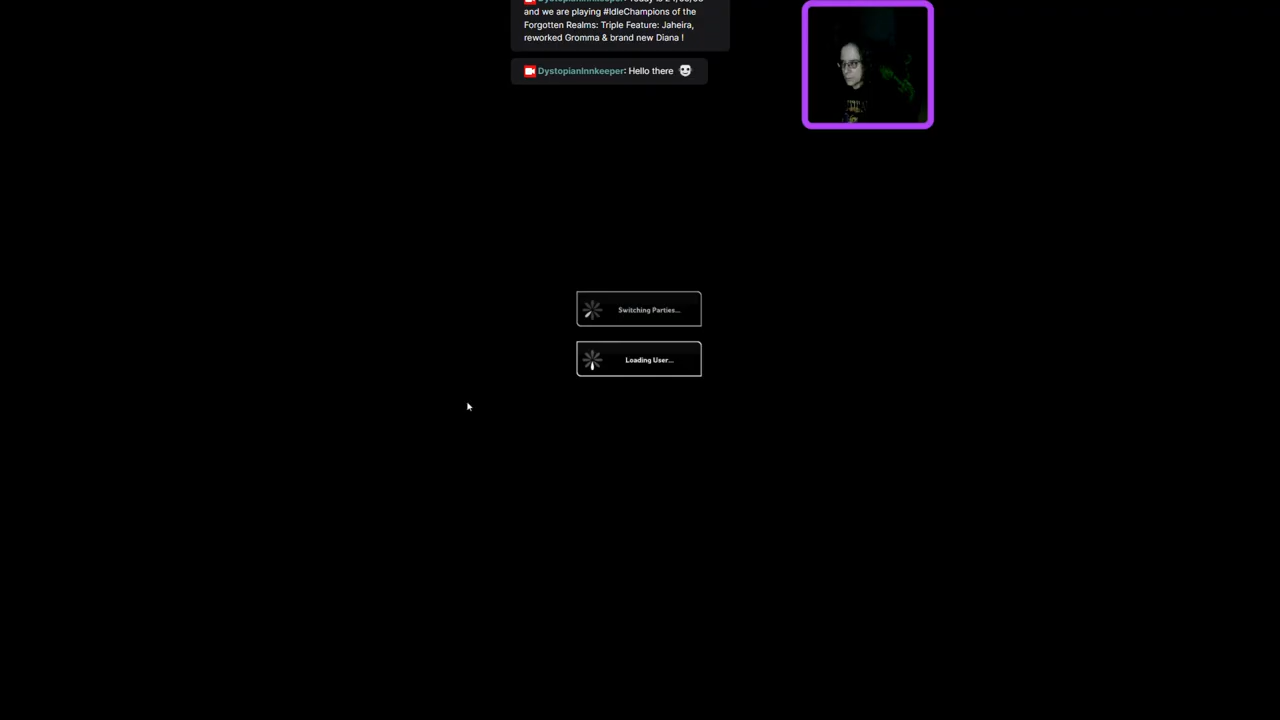 and we are playing #IdleChampions of the
Forgotten Realms: Triple Feature: Jaheira,
reworked Gromma & brand new Diana !
DystopianInnkeeper: Hello there
Switching Parties...
Loading User...